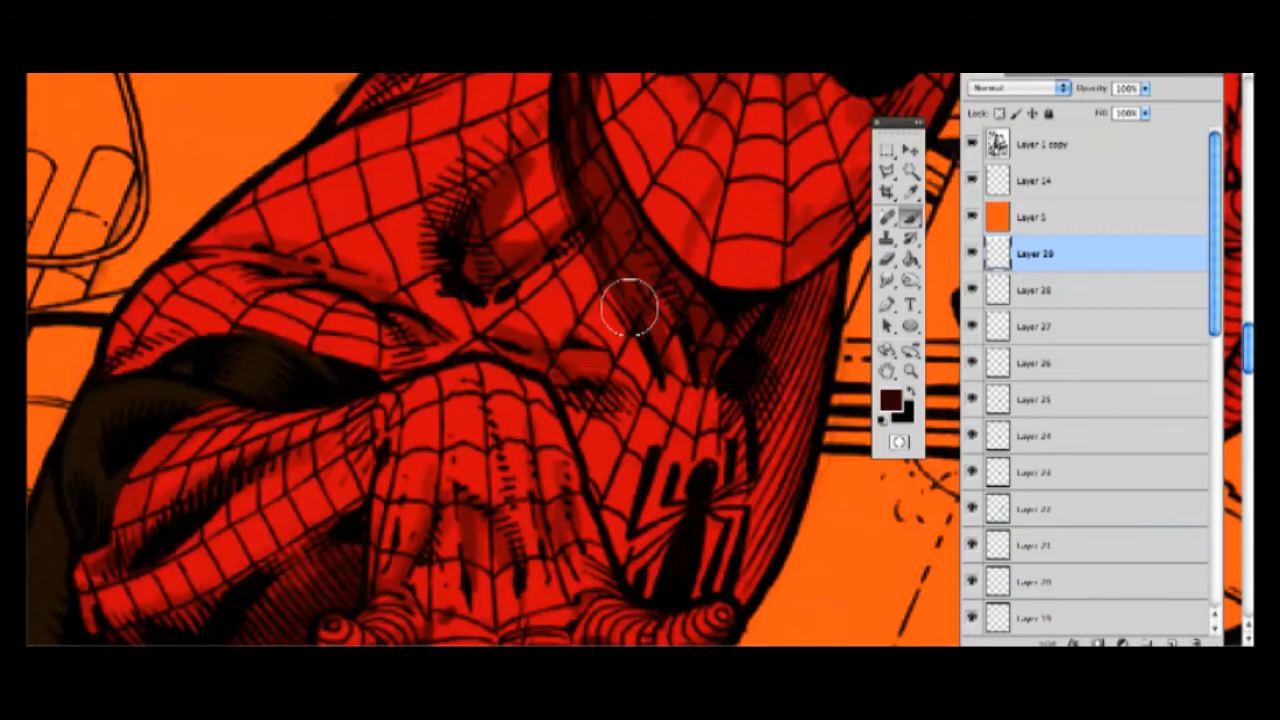 Normal Opacity: 100%
Lock: Fill: 100%
Layer 1 copy
Layer 14
Layer 5
Layer 29
Layer 28
Layer 27
Layer 26
Layer 25
Layer 24
Layer 23
Layer 22
Layer 21
Layer 20
Layer 19